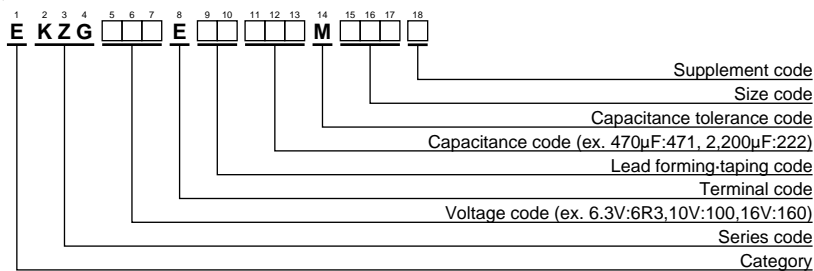 1 2 3 4 5 6 7 8 9 10 11 12 13 14 15 16 17 18
E K Z G E M
Supplement code
Size code
Capacitance tolerance code
Capacitance code (ex. 470μF:471, 2,200μF:222)
Lead forming·taping code
Terminal code
Voltage code (ex. 6.3V:6R3,10V:100,16V:160)
Series code
Category